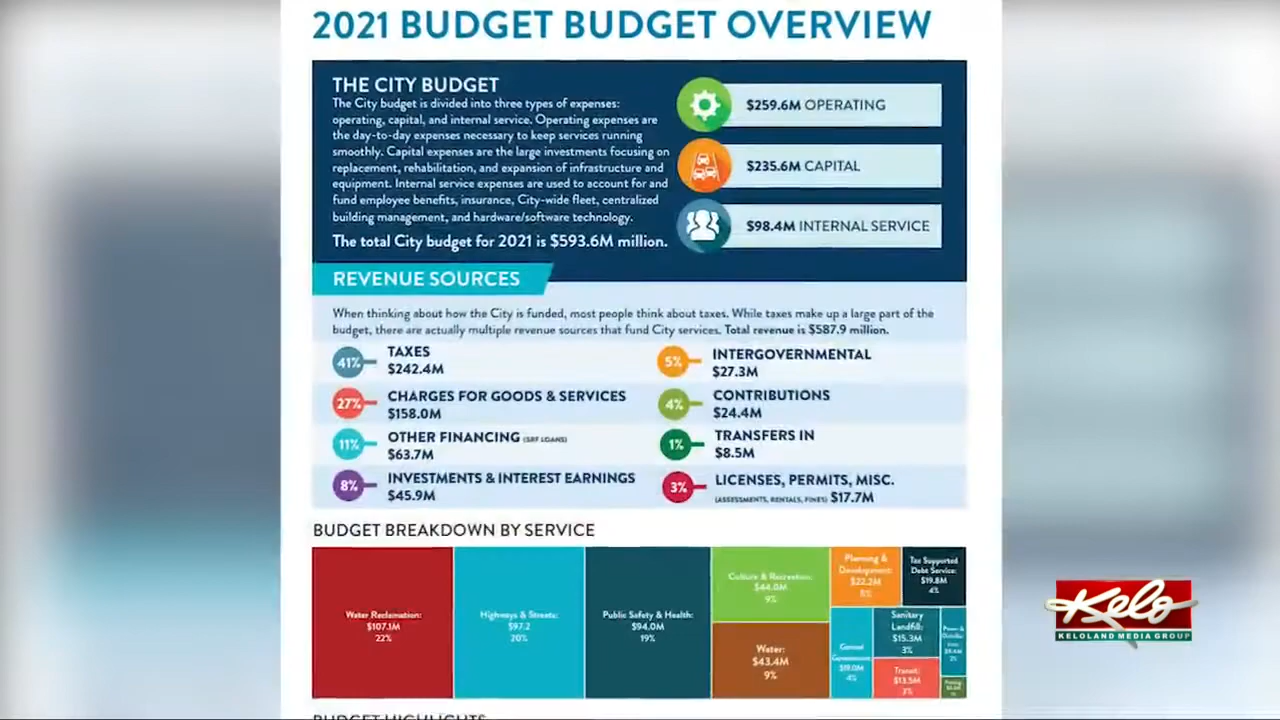 2021 BUDGET BUDGET OVERVIEW
THE CITY BUDGET
The City budget is divided into three types of expenses:
operating, capital, and internal service. Operating expenses are
the day-to-day expenses necessary to keep services running
smoothly. Capital expenses are the large investments focusing on
replacement, rehabilitation, and expansion of infrastructure and
equipment. Internal service expenses are used to account for and
fund employee benefits, insurance, City-wide fleet, centralized
building management, and hardware/software technology.
The total City budget for 2021 is $593.6M million.
$259.6M OPERATING
$235.6M CAPITAL
$98.4M INTERNAL SERVICE
REVENUE SOURCES
When thinking about how the City is funded, most people think about taxes. While taxes make up a large part of the
budget, there are actually multiple revenue sources that fund City services. Total revenue is $587.9 million.
41% TAXES
$242.4M
27% CHARGES FOR GOODS & SERVICES
$158.0M
11% OTHER FINANCING (SRF LOANS)
$63.7M
8% INVESTMENTS & INTEREST EARNINGS
$45.9M
5% INTERGOVERNMENTAL
$27.3M
4% CONTRIBUTIONS
$24.4M
1% TRANSFERS IN
$8.5M
3% LICENSES, PERMITS, MISC.
(ASSESSMENTS, RENTALS, FINES) $17.7M
BUDGET BREAKDOWN BY SERVICE
Water Reclamation:
$107.1M
22%
Highways & Streets:
$97.2
20%
Public Safety & Health:
$94.0M
19%
Culture & Recreation:
$44.0M
9%
Water:
$43.4M
9%
Planning &
Development:
$22.2M
Tax Supported
Debt Service:
$19.8M
4%
General
Government:
$19.0M
4%
Sanitary
Landfill:
$15.3M
3%
Transit:
$13.5M
3%
BUDGET HIGHLIGHTS
Kelo
KELOLAND MEDIA GROUP